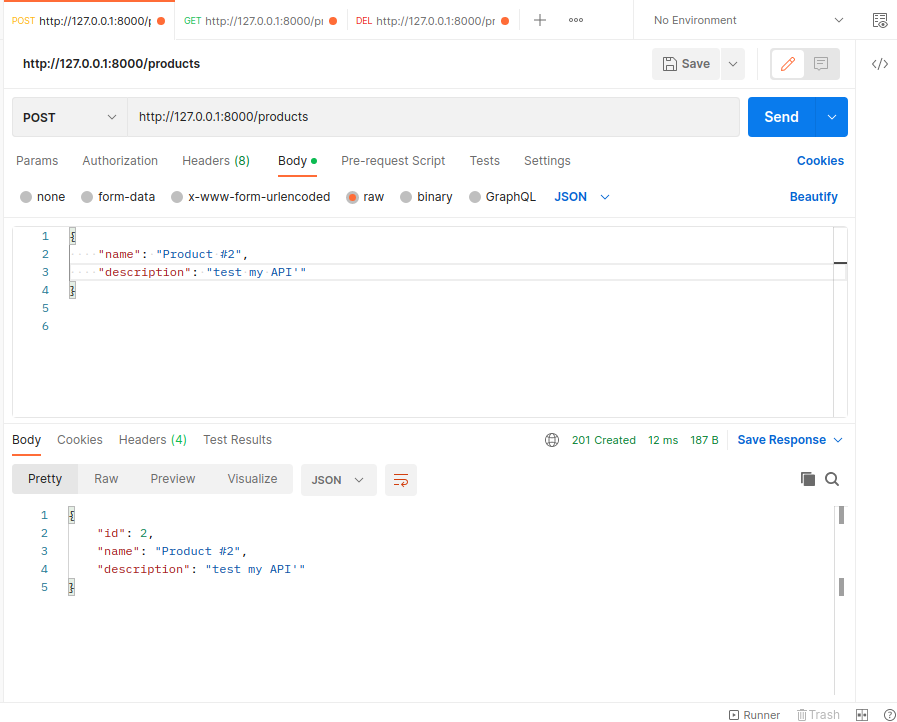 POST http://127.0.0.1:8000/p GET http://127.0.0.1:8000/pr DEL http://127.0.0.1:8000/pr No Environment
http://127.0.0.1:8000/products Save
POST http://127.0.0.1:8000/products Send
Params Authorization Headers (8) Body Pre-request Script Tests Settings Cookies
none form-data x-www-form-urlencoded raw binary GraphQL JSON Beautify
1 {
2 "name": "Product #2",
3 "description": "test my API'"
4 }
5
6
Body Cookies Headers (4) Test Results 201 Created 12 ms 187 B Save Response
Pretty Raw Preview Visualize JSON
1 {
2 "id": 2,
3 "name": "Product #2",
4 "description": "test my API'"
5 }
Runner Trash